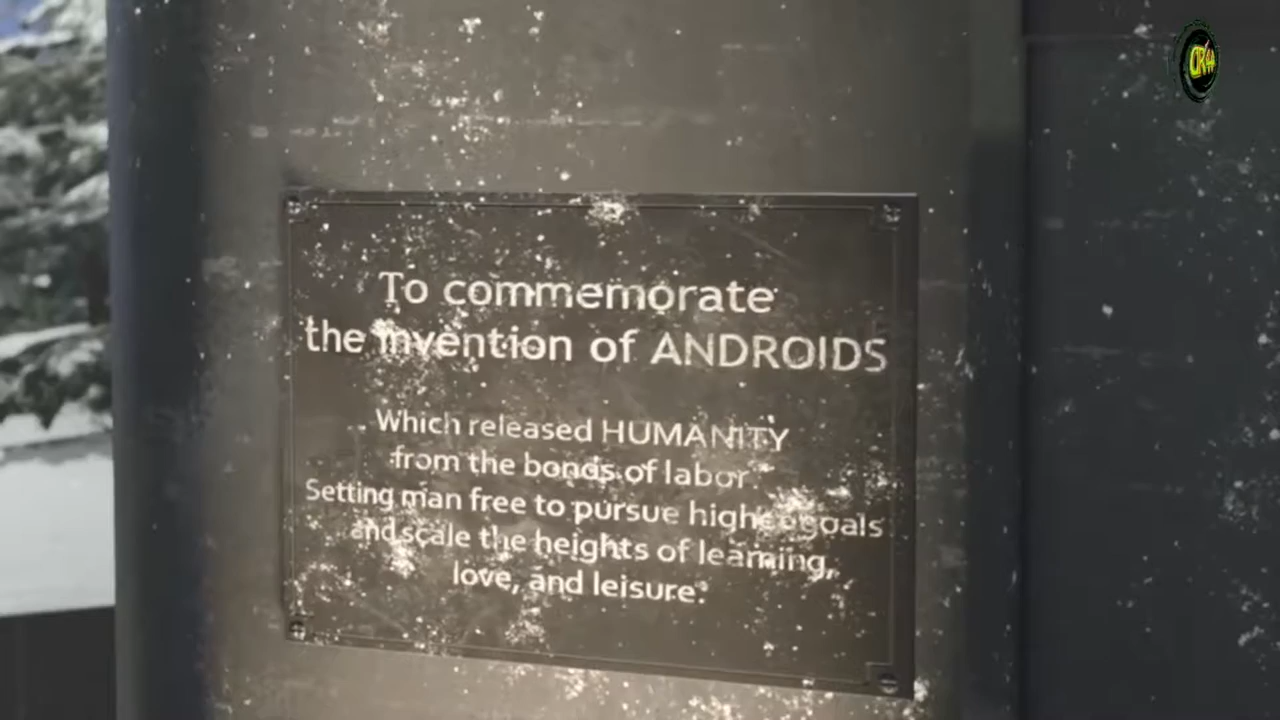 To commemorate
the invention of ANDROIDS
Which released HUMANITY
from the bonds of labor
Setting man free to pursue higher goals
and scale the heights of learning,
love, and leisure.